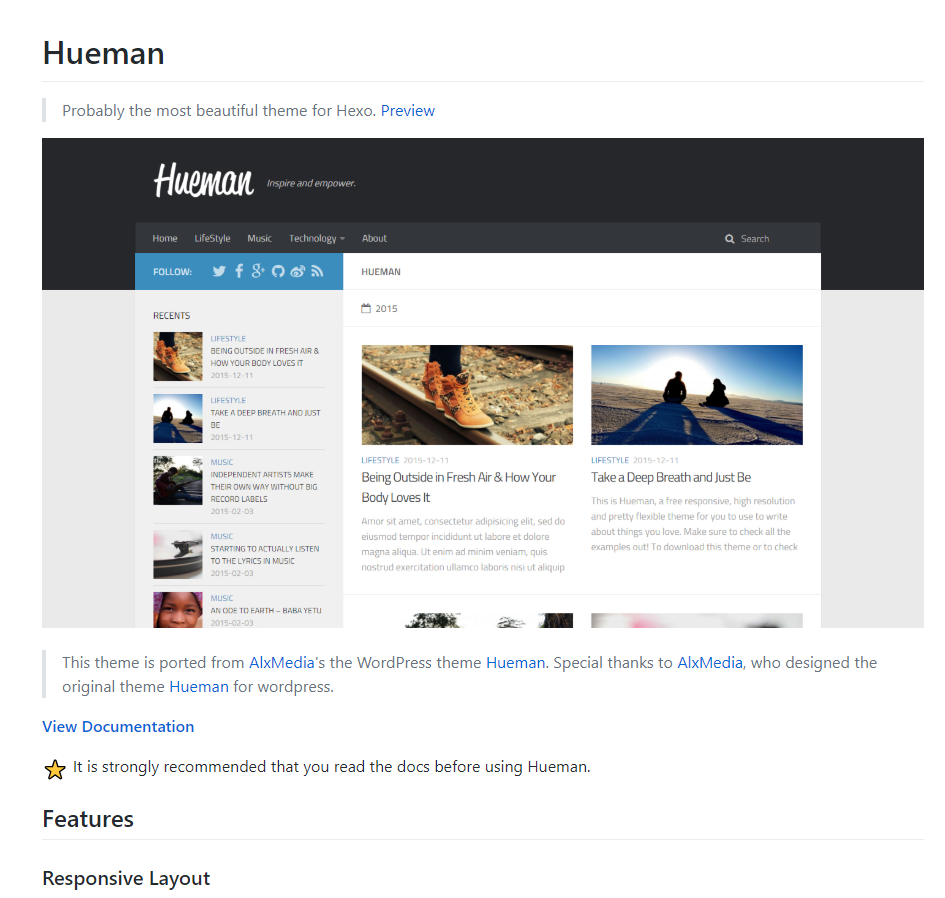 Hueman
Probably the most beautiful theme for Hexo. Preview
Hueman Inspire and empower.
Home LifeStyle Music Technology About Search
FOLLOW:
HUEMAN
2015
RECENTS
LIFESTYLE
BEING OUTSIDE IN FRESH AIR &
HOW YOUR BODY LOVES IT
2015-12-11
LIFESTYLE
TAKE A DEEP BREATH AND JUST
BE
2015-12-11
MUSIC
INDEPENDENT ARTISTS MAKE
THEIR OWN WAY WITHOUT BIG
RECORD LABELS
2015-02-03
MUSIC
STARTING TO ACTUALLY LISTEN
TO THE LYRICS IN MUSIC
2015-02-03
MUSIC
AN ODE TO EARTH – BABA YETU
2015-02-03
LIFESTYLE 2015-12-11
Being Outside in Fresh Air & How Your
Body Loves It
Amor sit amet, consectetur adipisicing elit, sed do
eiusmod tempor incididunt ut labore et dolore
magna aliqua. Ut enim ad minim veniam, quis
nostrud exercitation ullamco laboris nisi ut aliquip
LIFESTYLE 2015-12-11
Take a Deep Breath and Just Be
This is Hueman, a free responsive, high resolution
and pretty flexible theme for you to use to write
about things you love. Make sure to check all the
examples out! To download this theme or to check
This theme is ported from AlxMedia's the WordPress theme Hueman. Special thanks to AlxMedia, who designed the
original theme Hueman for wordpress.
View Documentation
It is strongly recommended that you read the docs before using Hueman.
Features
Responsive Layout